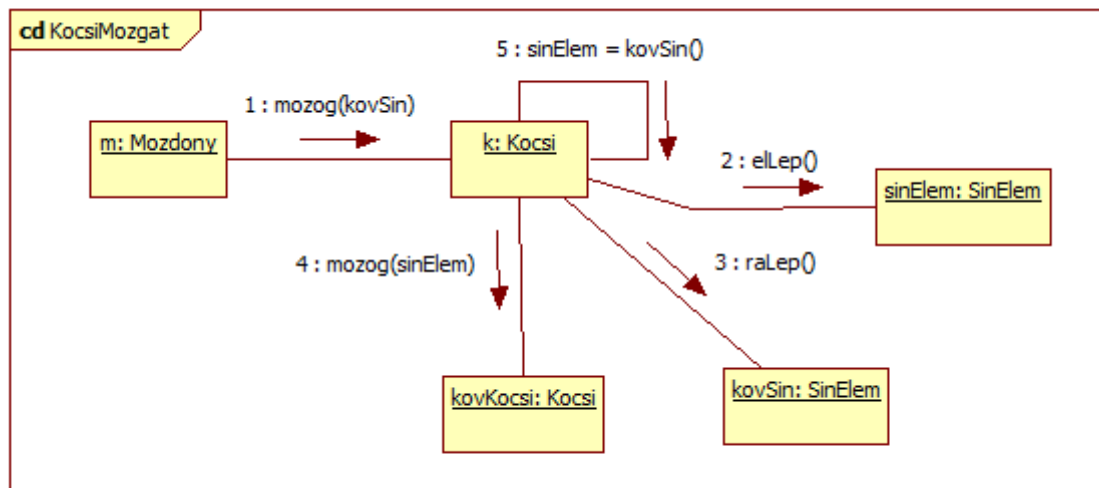 cd KocsiMozgat
5 : sinElem = kovSin()
1 : mozog(kovSin)
m: Mozdony
k: Kocsi
2 : elLep()
sinElem: SinElem
4 : mozog(sinElem)
3 : raLep()
kovKocsi: Kocsi
kovSin: SinElem